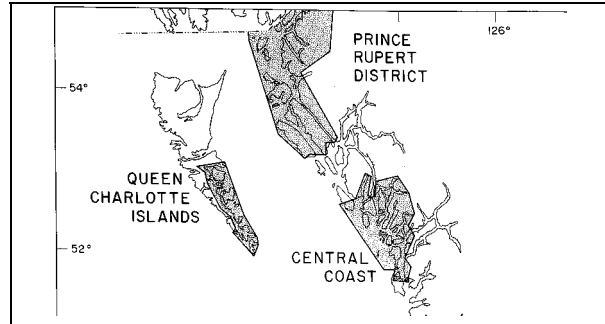 126°
PRINCE
RUPERT
DISTRICT
54°
QUEEN
CHARLOTTE
ISLANDS
52°
CENTRAL
COAST